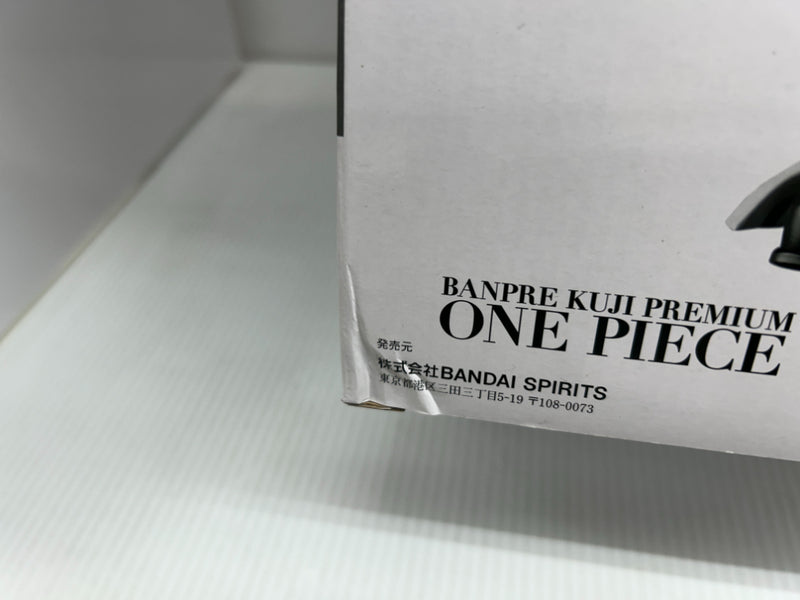 BANPRE KUJI PREMIUM
ONE PIECE
発売元
株式会社BANDAI SPIRITS
東京都港区三田三丁目5-19 〒108-0073